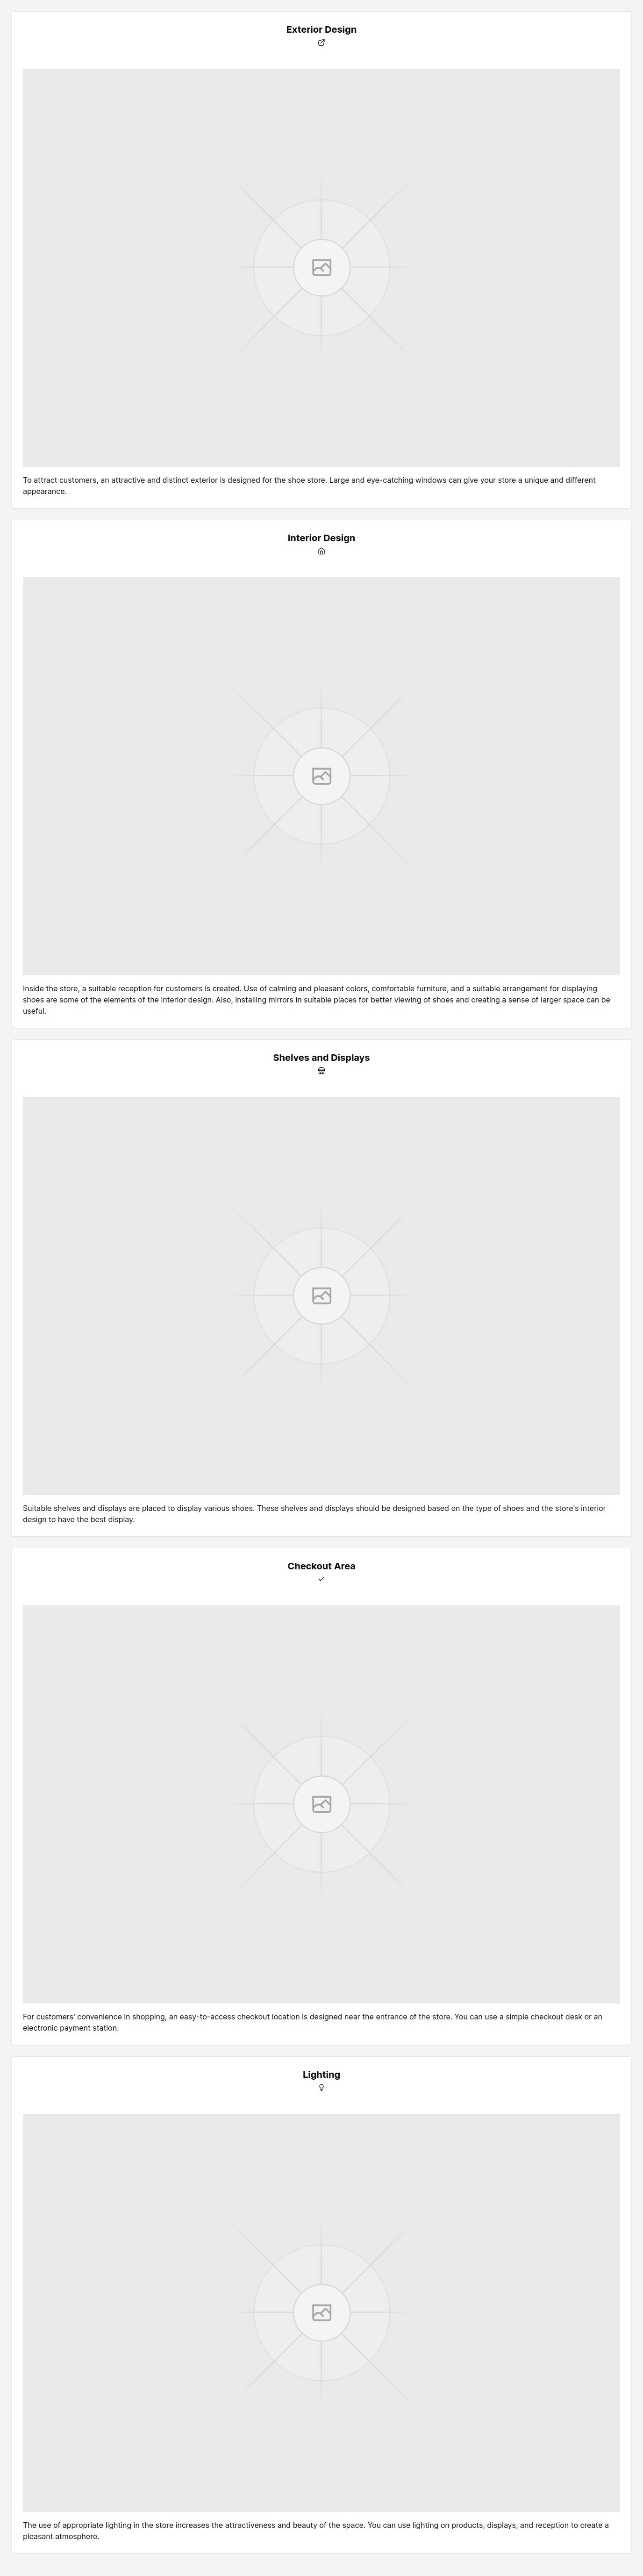 Exterior Design
To attract customers, an attractive and distinct exterior is designed for the shoe store. Large and eye-catching windows can give your store a unique and different
appearance.
Interior Design
Inside the store, a suitable reception for customers is created. Use of calming and pleasant colors, comfortable furniture, and a suitable arrangement for displaying
shoes are some of the elements of the interior design. Also, installing mirrors in suitable places for better viewing of shoes and creating a sense of larger space can be
useful.
Shelves and Displays
Suitable shelves and displays are placed to display various shoes. These shelves and displays should be designed based on the type of shoes and the store's interior
design to have the best display.
Checkout Area
For customers' convenience in shopping, an easy-to-access checkout location is designed near the entrance of the store. You can use a simple checkout desk or an
electronic payment station.
Lighting
The use of appropriate lighting in the store increases the attractiveness and beauty of the space. You can use lighting on products, displays, and reception to create a
pleasant atmosphere.